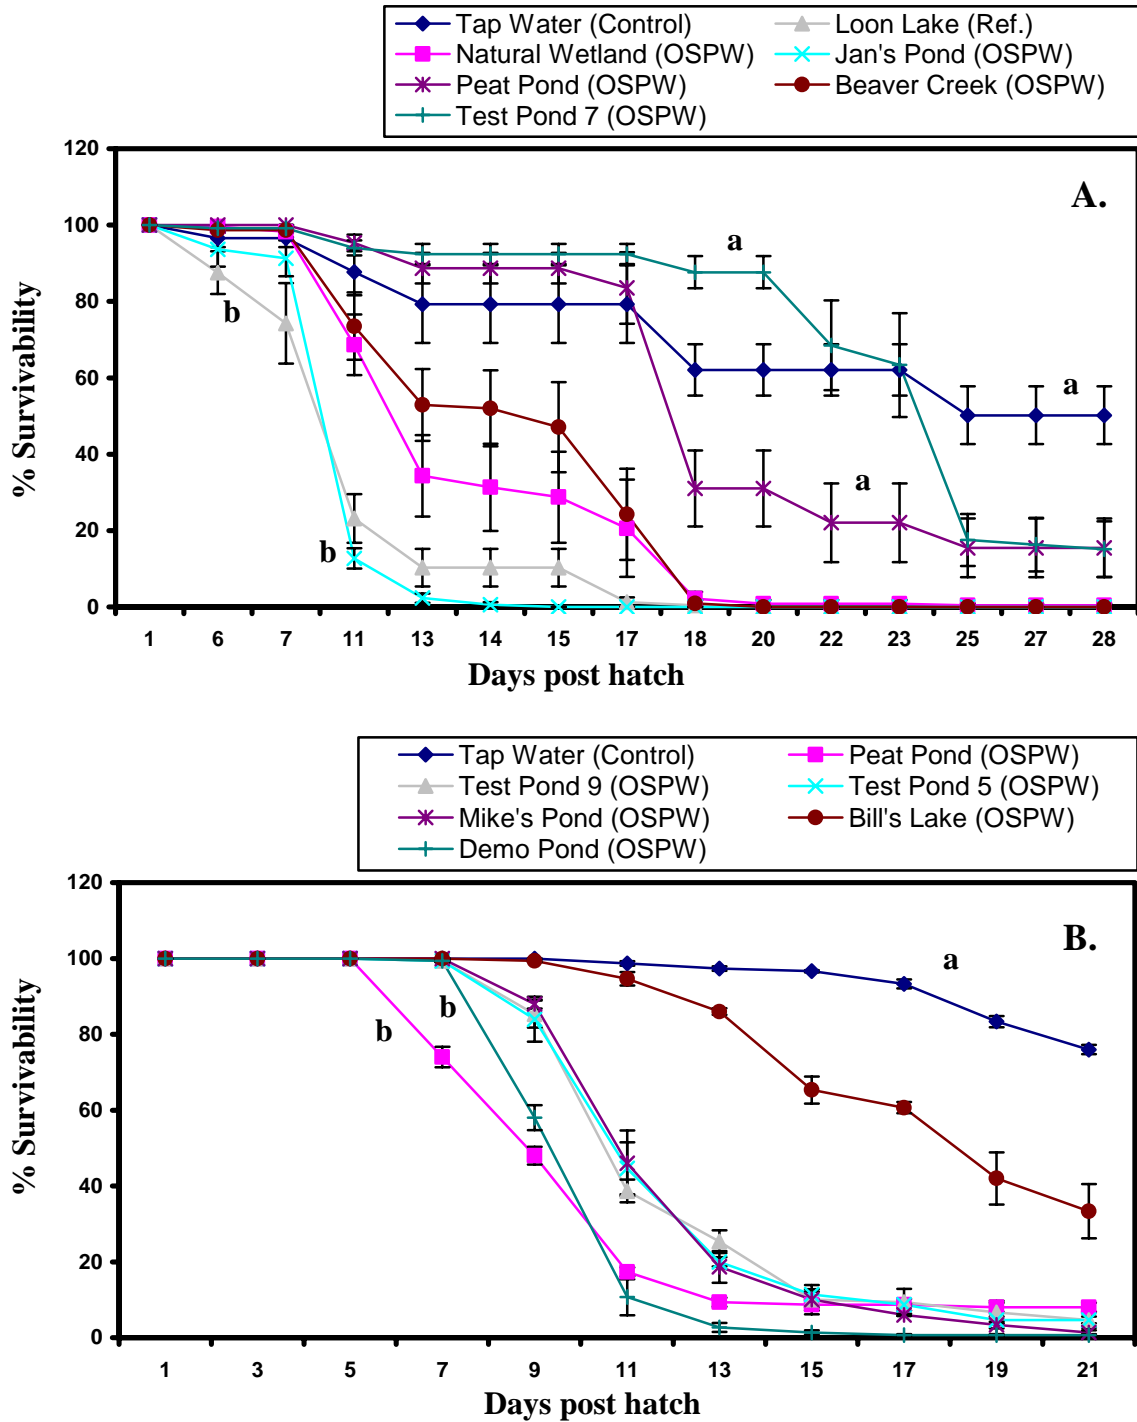 Tap Water (Control) Loon Lake (Ref.)
Natural Wetland (OSPW) Jan's Pond (OSPW)
Peat Pond (OSPW) Beaver Creek (OSPW)
Test Pond 7 (OSPW)
A.
% Survivability
120
100
80
60
40
20
0
a
a
a
b
b
1 6 7 11 13 14 15 17 18 20 22 23 25 27 28
Days post hatch
Tap Water (Control) Peat Pond (OSPW)
Test Pond 9 (OSPW) Test Pond 5 (OSPW)
Mike's Pond (OSPW) Bill's Lake (OSPW)
Demo Pond (OSPW)
B.
% Survivability
120
100
80
60
40
20
0
a
b
b
1 3 5 7 9 11 13 15 17 19 21
Days post hatch